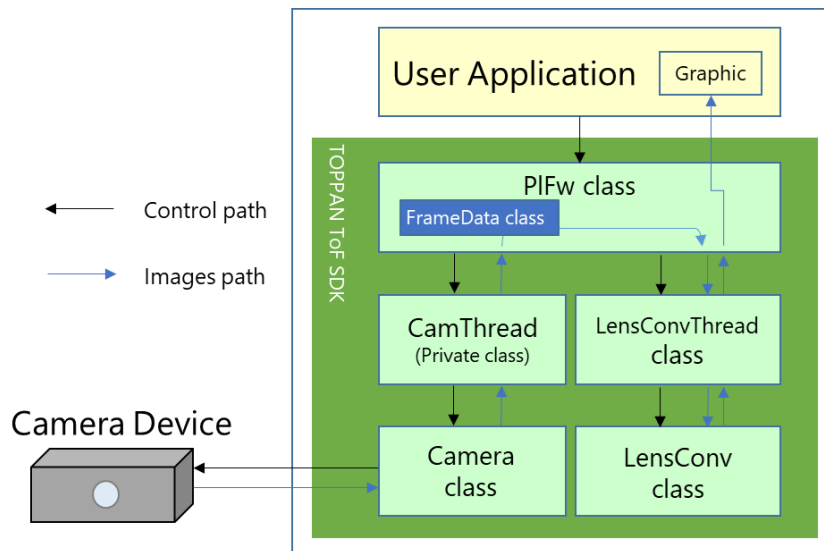 User Application
Graphic
TOPPAN ToF SDK
PlFw class
FrameData class
Control path
Images path
CamThread
(Private class)
LensConvThread
class
Camera Device
Camera
class
LensConv
class